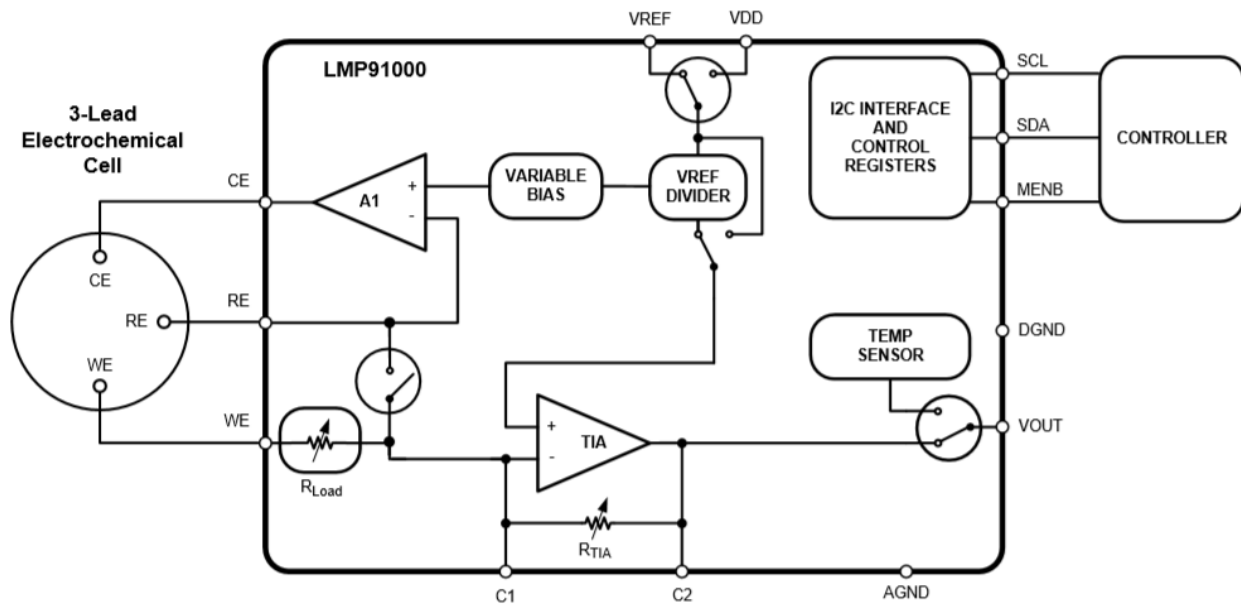 VREF
VDD
LMP91000
SCL
3-Lead
Electrochemical
Cell
I2C INTERFACE
AND
CONTROL
REGISTERS
SDA
CONTROLLER
CE
A1
+
-
VARIABLE
BIAS
VREF
DIVIDER
MENB
CE
RE
RE
WE
TEMP
SENSOR
DGND
WE
RLoad
+
-
TIA
VOUT
RTIA
C1
C2
AGND